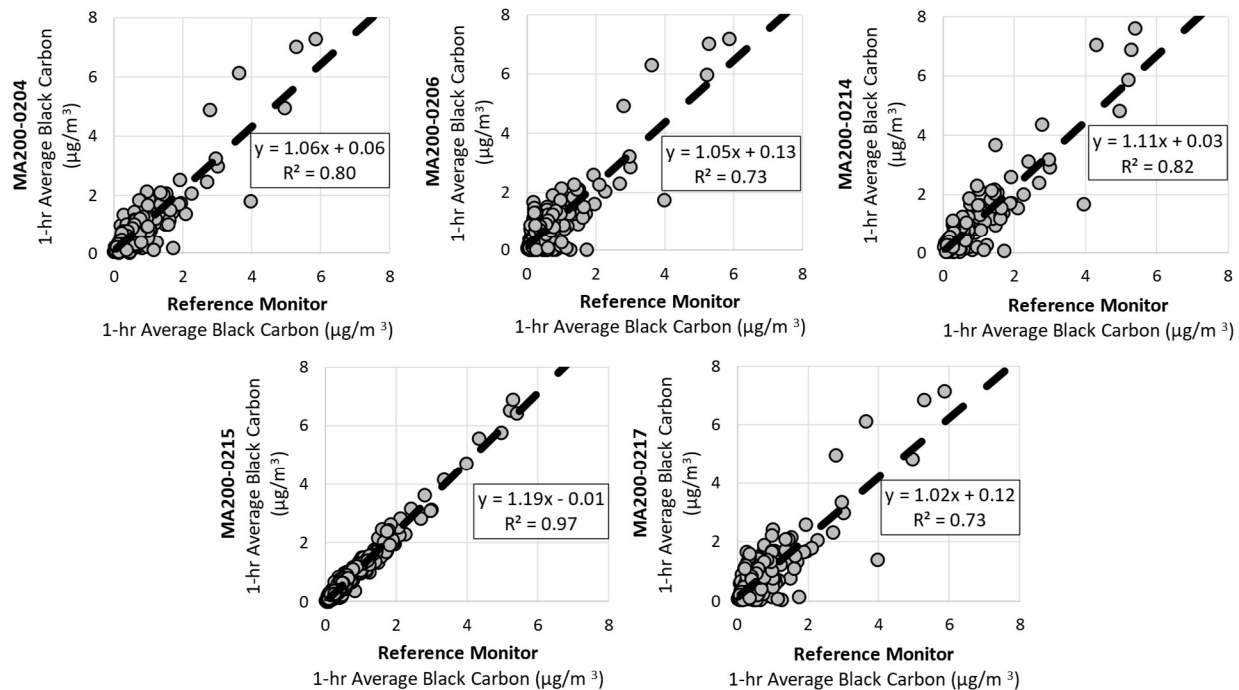 MA200-0204
1-hr Average Black Carbon
(µg/m³)
8
6
4
2
0
y = 1.06x + 0.06
R² = 0.80
0 2 4 6 8
Reference Monitor
1-hr Average Black Carbon (µg/m ³)
MA200-0206
1-hr Average Black Carbon
(µg/m³)
8
6
4
2
0
y = 1.05x + 0.13
R² = 0.73
0 2 4 6 8
Reference Monitor
1-hr Average Black Carbon (µg/m ³)
MA200-0214
1-hr Average Black Carbon
(µg/m³)
8
6
4
2
0
y = 1.11x + 0.03
R² = 0.82
0 2 4 6 8
Reference Monitor
1-hr Average Black Carbon (µg/m ³)
MA200-0215
1-hr Average Black Carbon
(µg/m³)
8
6
4
2
0
y = 1.19x - 0.01
R² = 0.97
0 2 4 6 8
Reference Monitor
1-hr Average Black Carbon (µg/m ³)
MA200-0217
1-hr Average Black Carbon
(µg/m³)
8
6
4
2
0
y = 1.02x + 0.12
R² = 0.73
0 2 4 6 8
Reference Monitor
1-hr Average Black Carbon (µg/m ³)